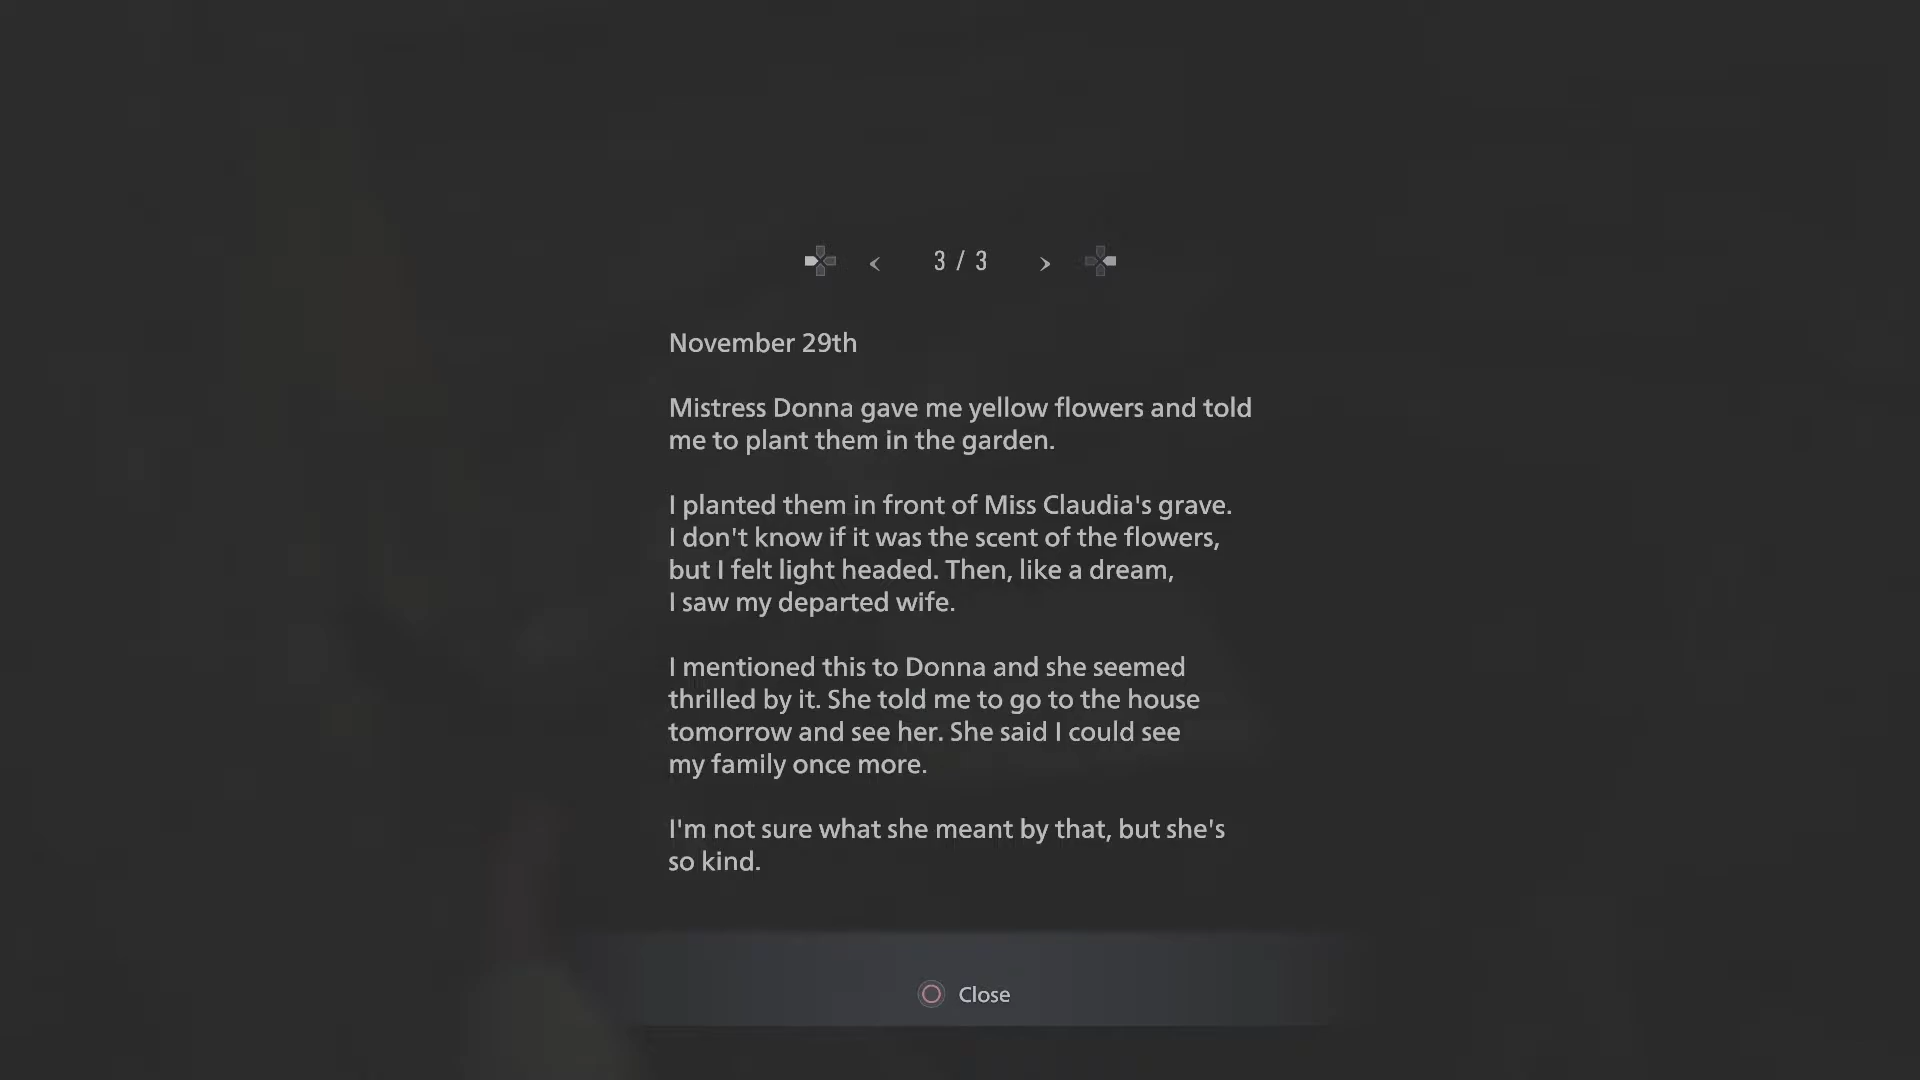 < 3 / 3 >
November 29th
Mistress Donna gave me yellow flowers and told
me to plant them in the garden.
I planted them in front of Miss Claudia's grave.
I don't know if it was the scent of the flowers,
but I felt light headed. Then, like a dream,
I saw my departed wife.
I mentioned this to Donna and she seemed
thrilled by it. She told me to go to the house
tomorrow and see her. She said I could see
my family once more.
I'm not sure what she meant by that, but she's
so kind.
Close